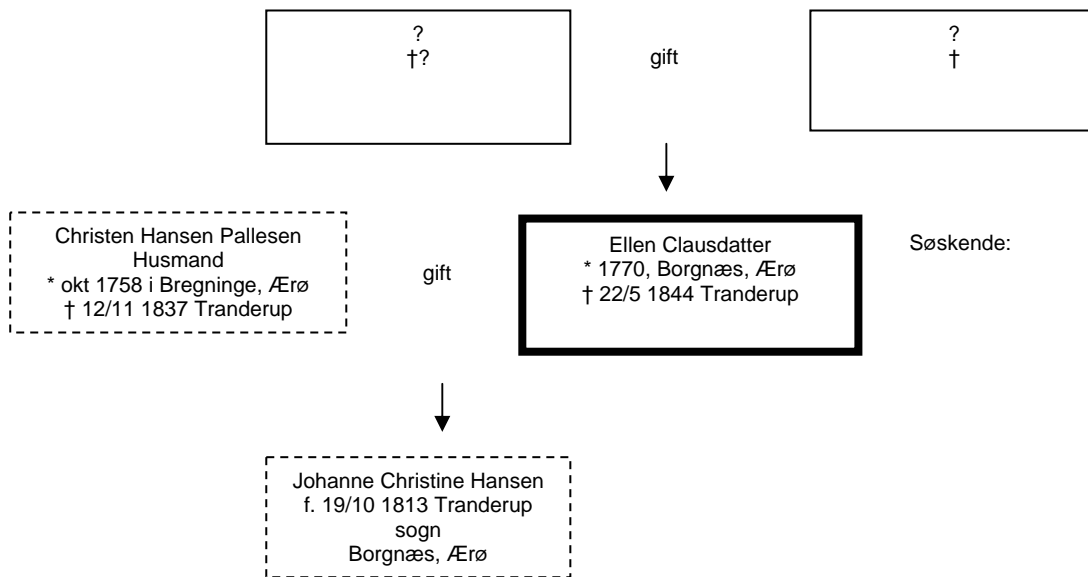 ?
†?
gift
?
†
Christen Hansen Pallesen
Husmand
* okt 1758 i Bregninge, Ærø
† 12/11 1837 Tranderup
gift
Ellen Clausdatter
* 1770, Borgnæs, Ærø
† 22/5 1844 Tranderup
Søskende:
Johanne Christine Hansen
f. 19/10 1813 Tranderup
sogn
Borgnæs, Ærø